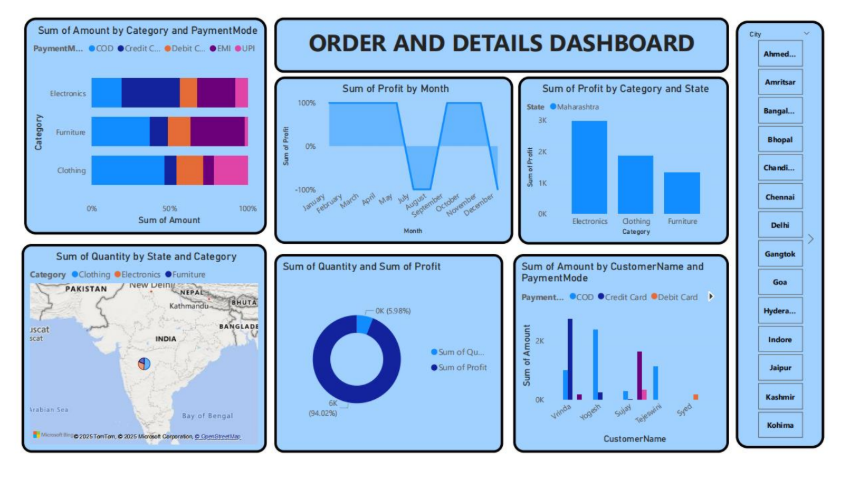 Sum of Amount by Category and PaymentMode
PaymentM... COD Credit C... Debit C... EMI UPI
Category
Electronics
Furniture
Clothing
0% 50% 100%
Sum of Amount
ORDER AND DETAILS DASHBOARD
Sum of Profit by Month
Sum of Profit
100%
0%
-100%
January February March April May July August September October November December
Month
Sum of Profit by Category and State
State Maharashtra
Sum of Profit
3K
2K
1K
0K
Electronics Clothing Furniture
Category
City
Ahmed...
Amritsar
Bangal...
Bhopal
Chandi...
Chennai
Delhi
Gangtok
Goa
Hydera...
Indore
Jaipur
Kashmir
Kohima
Sum of Quantity by State and Category
Category Clothing Electronics Furniture
PAKISTAN
New Delhi
NEPAL
Kathmandu
BHUTA
BANGLADE
uscat
scat
INDIA
Arabian Sea
Bay of Bengal
Microsoft Bing
© 2025 TomTom, © 2025 Microsoft Corporation, © OpenStreetMap
Sum of Quantity and Sum of Profit
0K (5.98%)
6K
(94.02%)
Sum of Qu...
Sum of Profit
Sum of Amount by CustomerName and
PaymentMode
Payment... COD Credit Card Debit Card
Sum of Amount
2K
0K
Vrinda Yogesh Sujay Tejeswini Syed
CustomerName